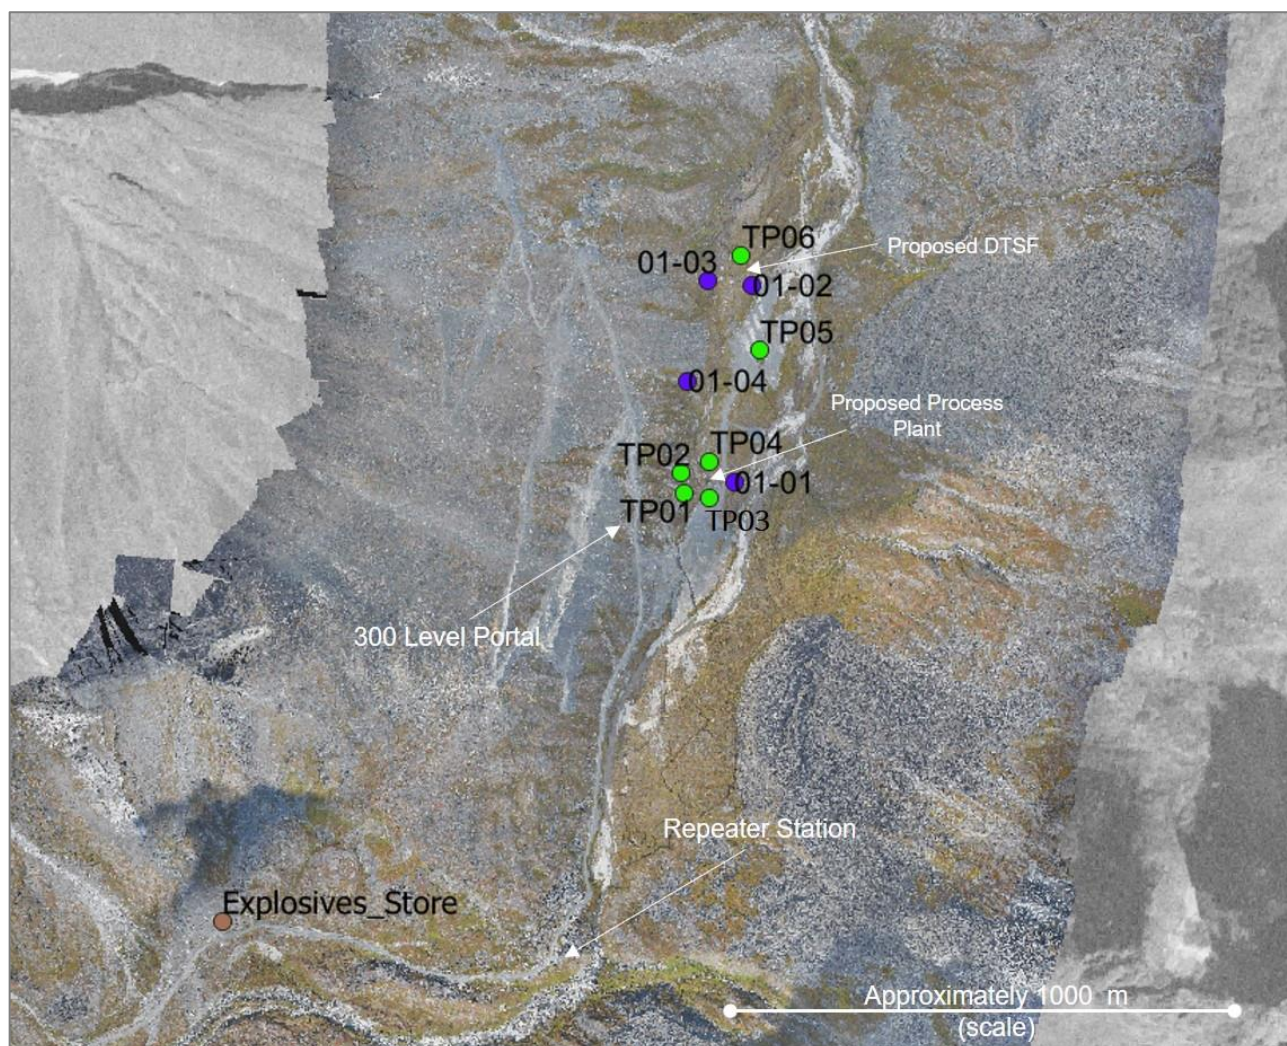 TP06
Proposed DTSF
01-03
01-02
TP05
01-04
Proposed Process
Plant
TP04
TP02
01-01
TP01
TP03
300 Level Portal
Repeater Station
Explosives_Store
Approximately 1000 m
(scale)